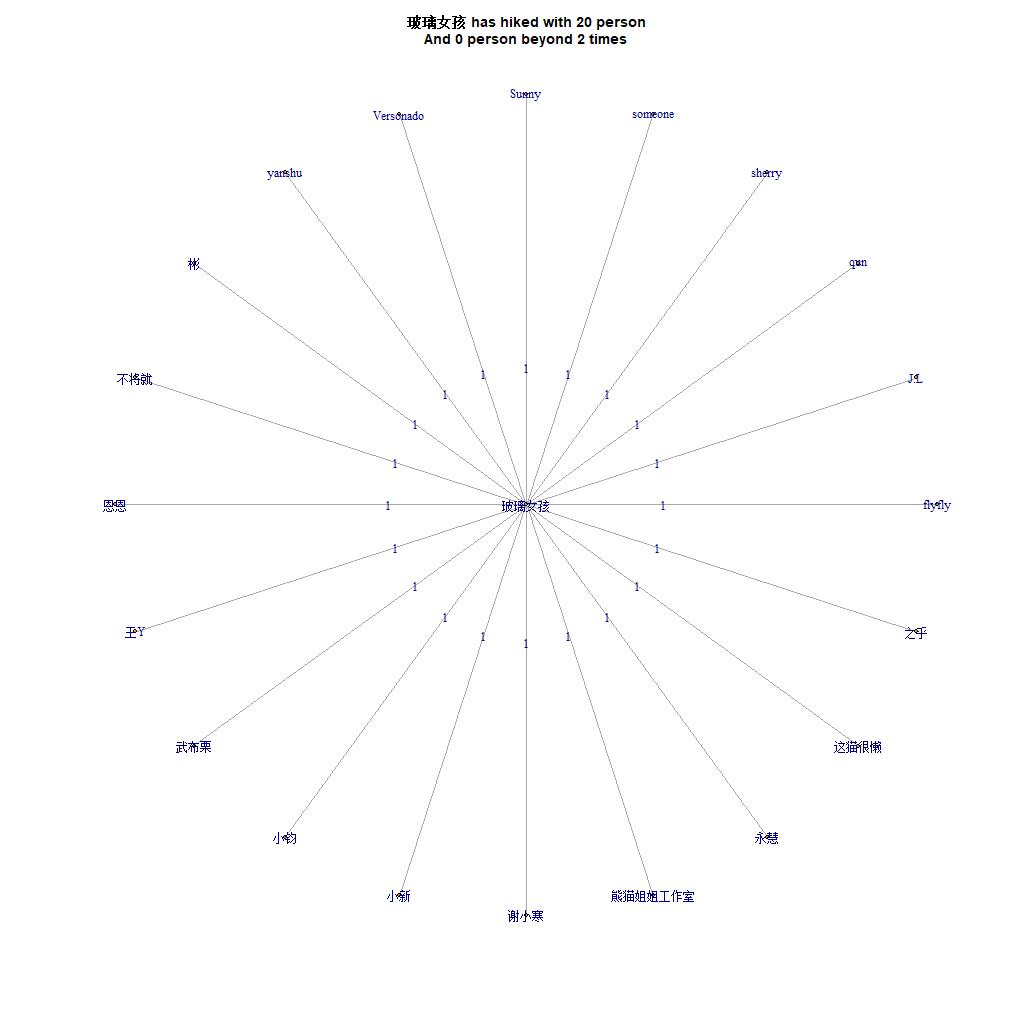 玻璃女孩 has hiked with 20 person
And 0 person beyond 2 times
Sunny
Versonado
someone
yanshu
sherry
彬
qun
不将就
J.L
1
1
1
1
1
1
1
1
1
恩恩
1
玻璃女孩
1
flyfly
1
1
1
1
1
1
1
1
1
王Y
之乎
武布栗
这猫很懒
小钧
永慧
小新
熊猫姐姐工作室
谢小寒